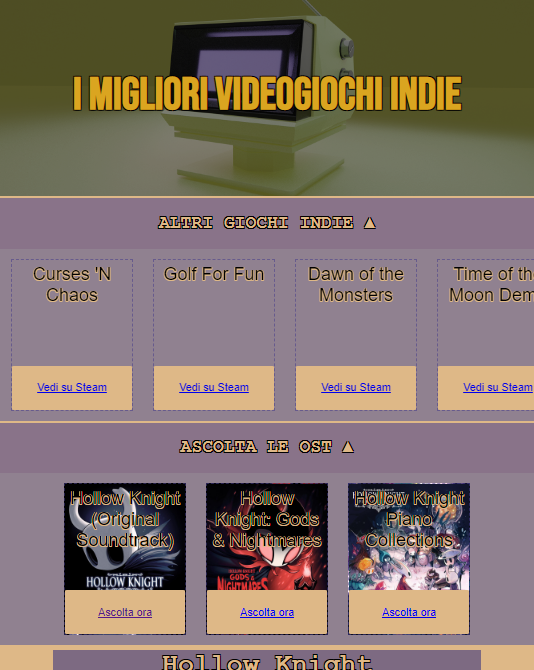 I MIGLIORI VIDEOGIOCHI INDIE
ALTRI GIOCHI INDIE ▲
Curses 'N
Chaos
Golf For Fun
Dawn of the
Monsters
Time of th
Moon Dem
Vedi su Steam
Vedi su Steam
Vedi su Steam
Vedi su Steam
ASCOLTA LE OST ▲
Hollow Knight
(Original
Soundtrack)
HOLLOW KNIGHT
Hollow
Knight: Gods
& Nightmares
GODS &
NIGHTMARES
Hollow Knight
Piano
Collections
Ascolta ora
Ascolta ora
Ascolta ora
Hollow Knight